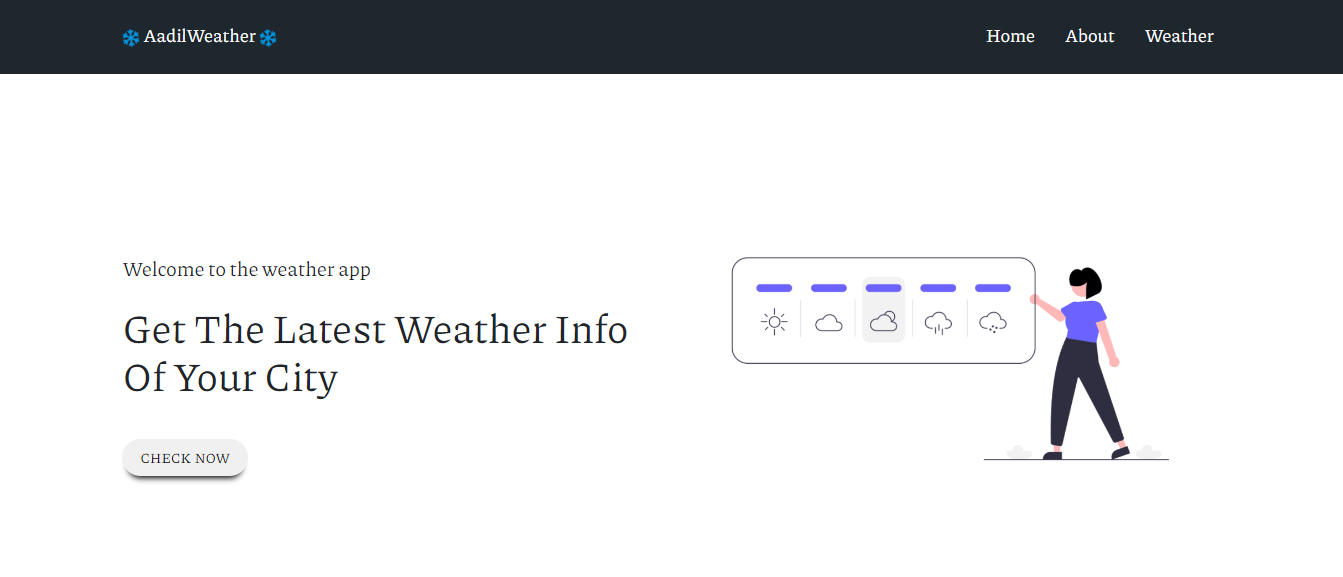 AadilWeather
Home About Weather
Welcome to the weather app
Get The Latest Weather Info
Of Your City
CHECK NOW